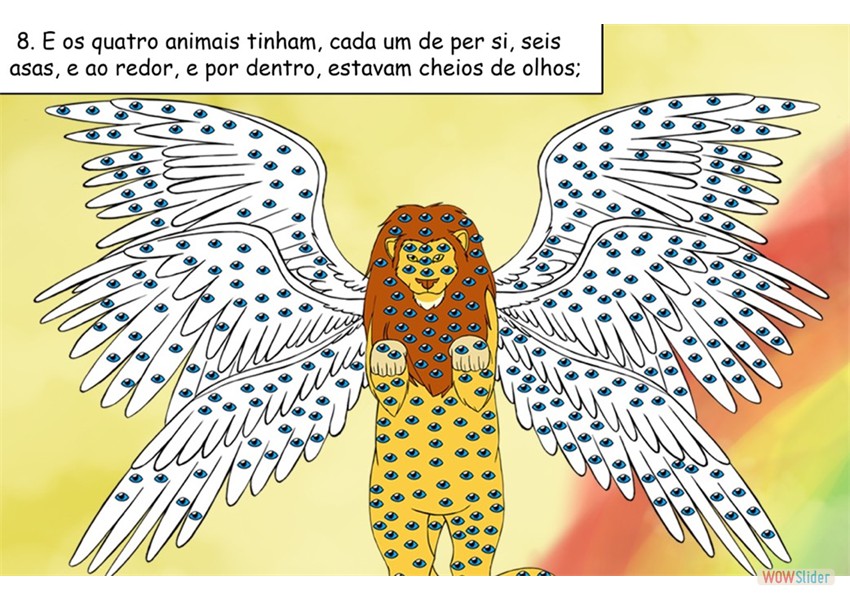 8. E os quatro animais tinham, cada um de per si, seis
asas, e ao redor, e por dentro, estavam cheios de olhos;
WOWSlider